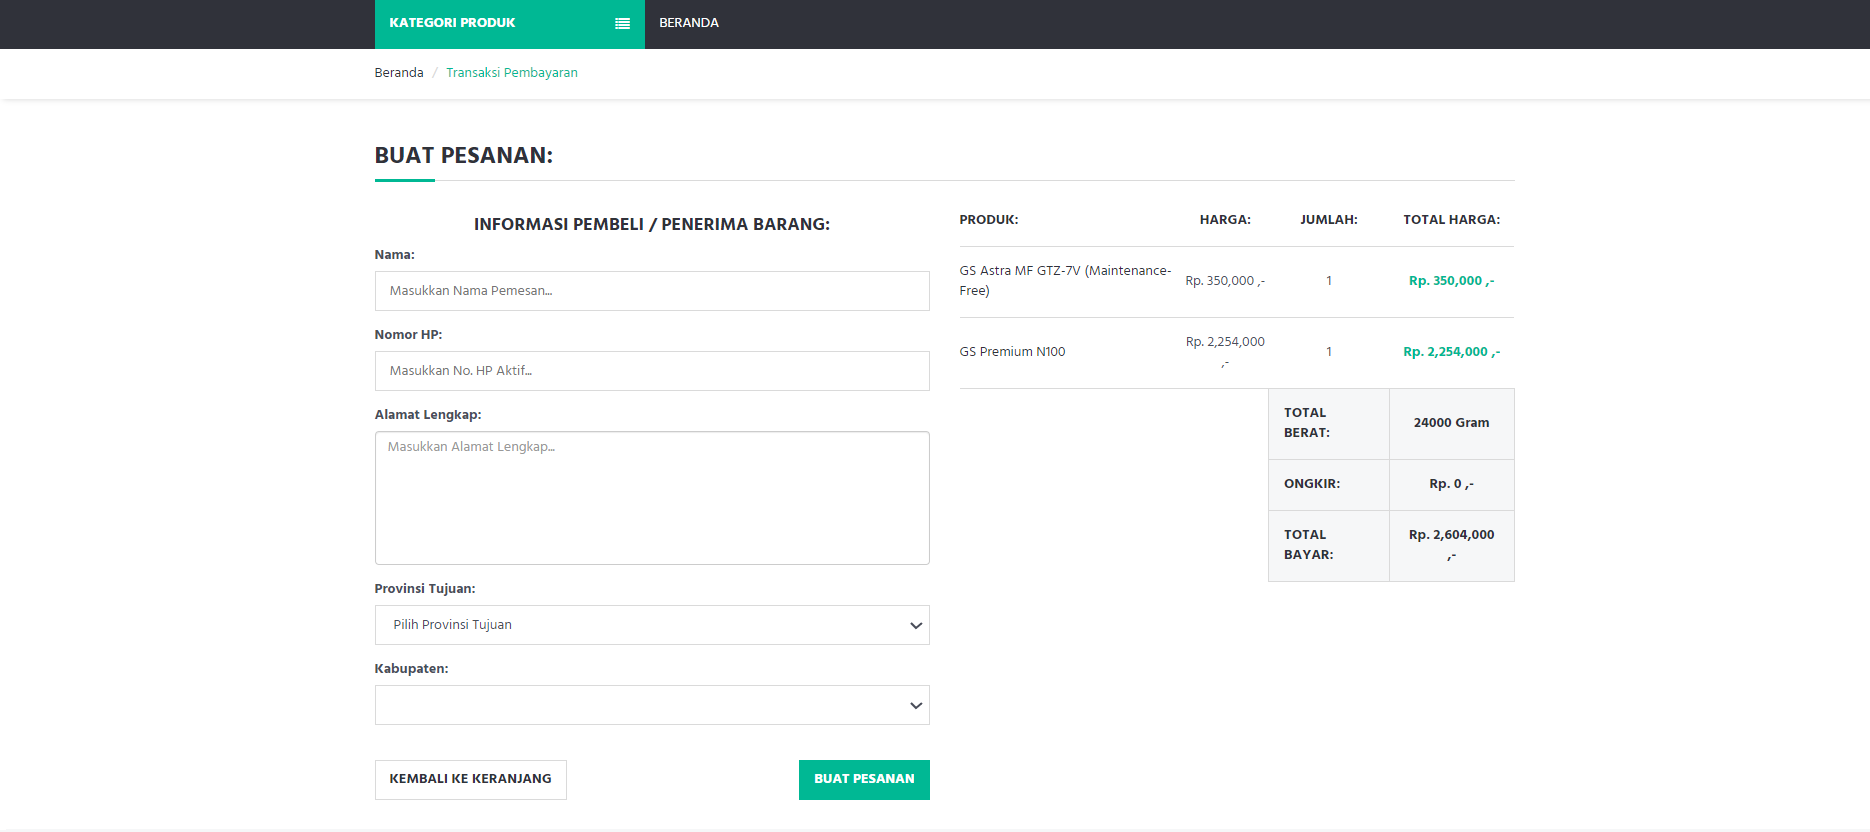 KATEGORI PRODUK
BERANDA
Beranda / Transaksi Pembayaran
BUAT PESANAN:
INFORMASI PEMBELI / PENERIMA BARANG:
Nama:
Masukkan Nama Pemesan...
Nomor HP:
Masukkan No. HP Aktif...
Alamat Lengkap:
Masukkan Alamat Lengkap...
Provinsi Tujuan:
Pilih Provinsi Tujuan
Kabupaten:
KEMBALI KE KERANJANG
BUAT PESANAN
PRODUK: HARGA: JUMLAH: TOTAL HARGA:
GS Astra MF GTZ-7V (Maintenance-
Free)
Rp. 350,000 ,-
1
Rp. 350,000 ,-
GS Premium N100
Rp. 2,254,000
,-
1
Rp. 2,254,000 ,-
TOTAL
BERAT:
24000 Gram
ONGKIR:
Rp. 0 ,-
TOTAL
BAYAR:
Rp. 2,604,000
,-